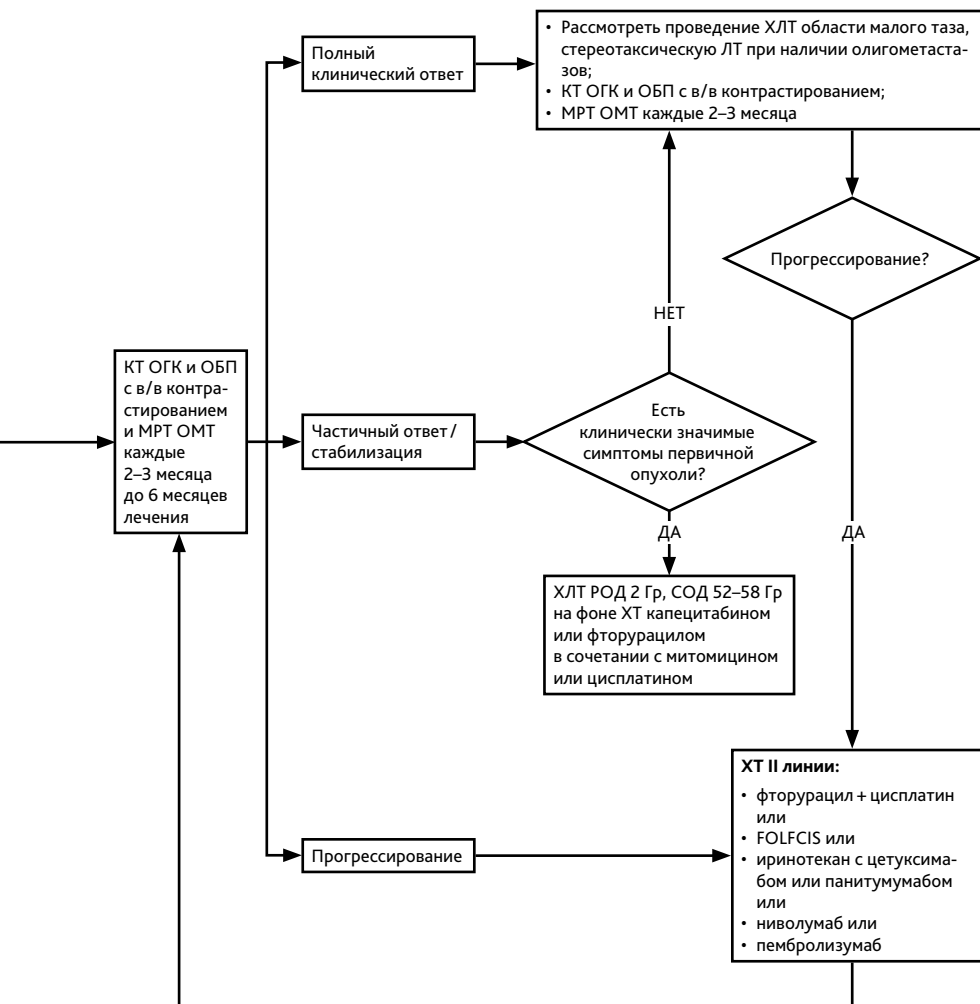 Полный
клинический ответ
• Рассмотреть проведение ХЛТ области малого таза,
стереотаксическую ЛТ при наличии олигометаста-
зов;
• КТ ОГК и ОБП с в/в контрастированием;
• МРТ ОМТ каждые 2–3 месяца
Прогрессирование?
НЕТ
КТ ОГК и ОБП
с в/в контра-
стированием
и МРТ ОМТ
каждые
2–3 месяца
до 6 месяцев
лечения
Частичный ответ /
стабилизация
Есть
клинически значимые
симптомы первичной
опухоли?
ДА
ДА
ХЛТ РОД 2 Гр, СОД 52–58 Гр
на фоне ХТ капецитабином
или фторурацилом
в сочетании с митомицином
или цисплатином
Прогрессирование
ХТ II линии:
• фторурацил + цисплатин
или
• FOLFCIS или
• иринотекан с цетуксима-
бом или панитумумабом
или
• ниволумаб или
• пембролизумаб